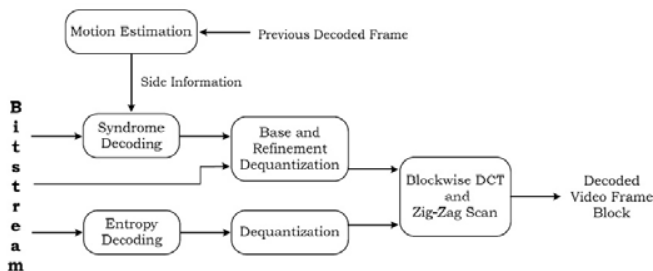 Motion Estimation
Previous Decoded Frame
Side Information
Bitstream
Syndrome
Decoding
Base and
Refinement
Dequantization
Blockwise DCT
and
Zig-Zag Scan
Decoded
Video Frame
Block
Entropy
Decoding
Dequantization